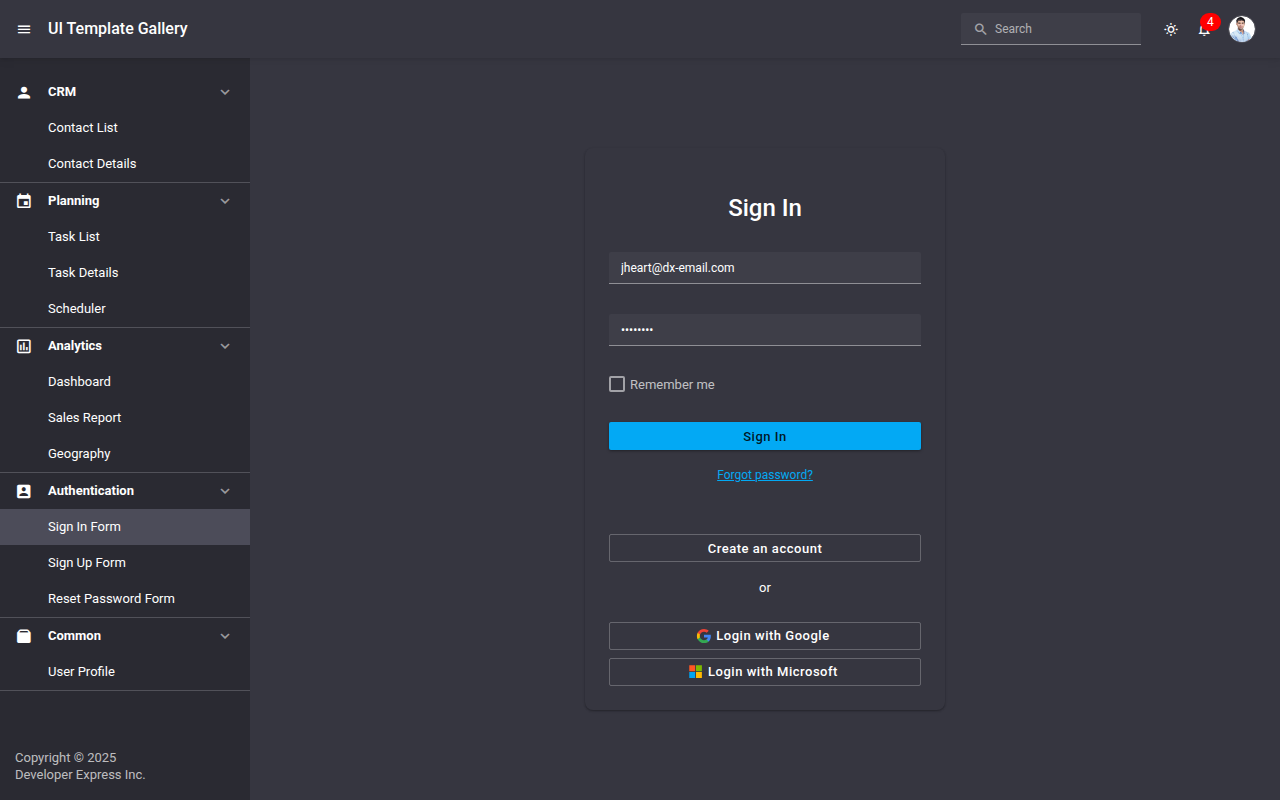 UI Template Gallery
Search
4
CRM
Contact List
Contact Details
Planning
Task List
Task Details
Scheduler
Analytics
Dashboard
Sales Report
Geography
Authentication
Sign In Form
Sign Up Form
Reset Password Form
Common
User Profile
Copyright © 2025
Developer Express Inc.
Sign In
jheart@dx-email.com
••••••••
Remember me
Sign In
Forgot password?
Create an account
or
Login with Google
Login with Microsoft